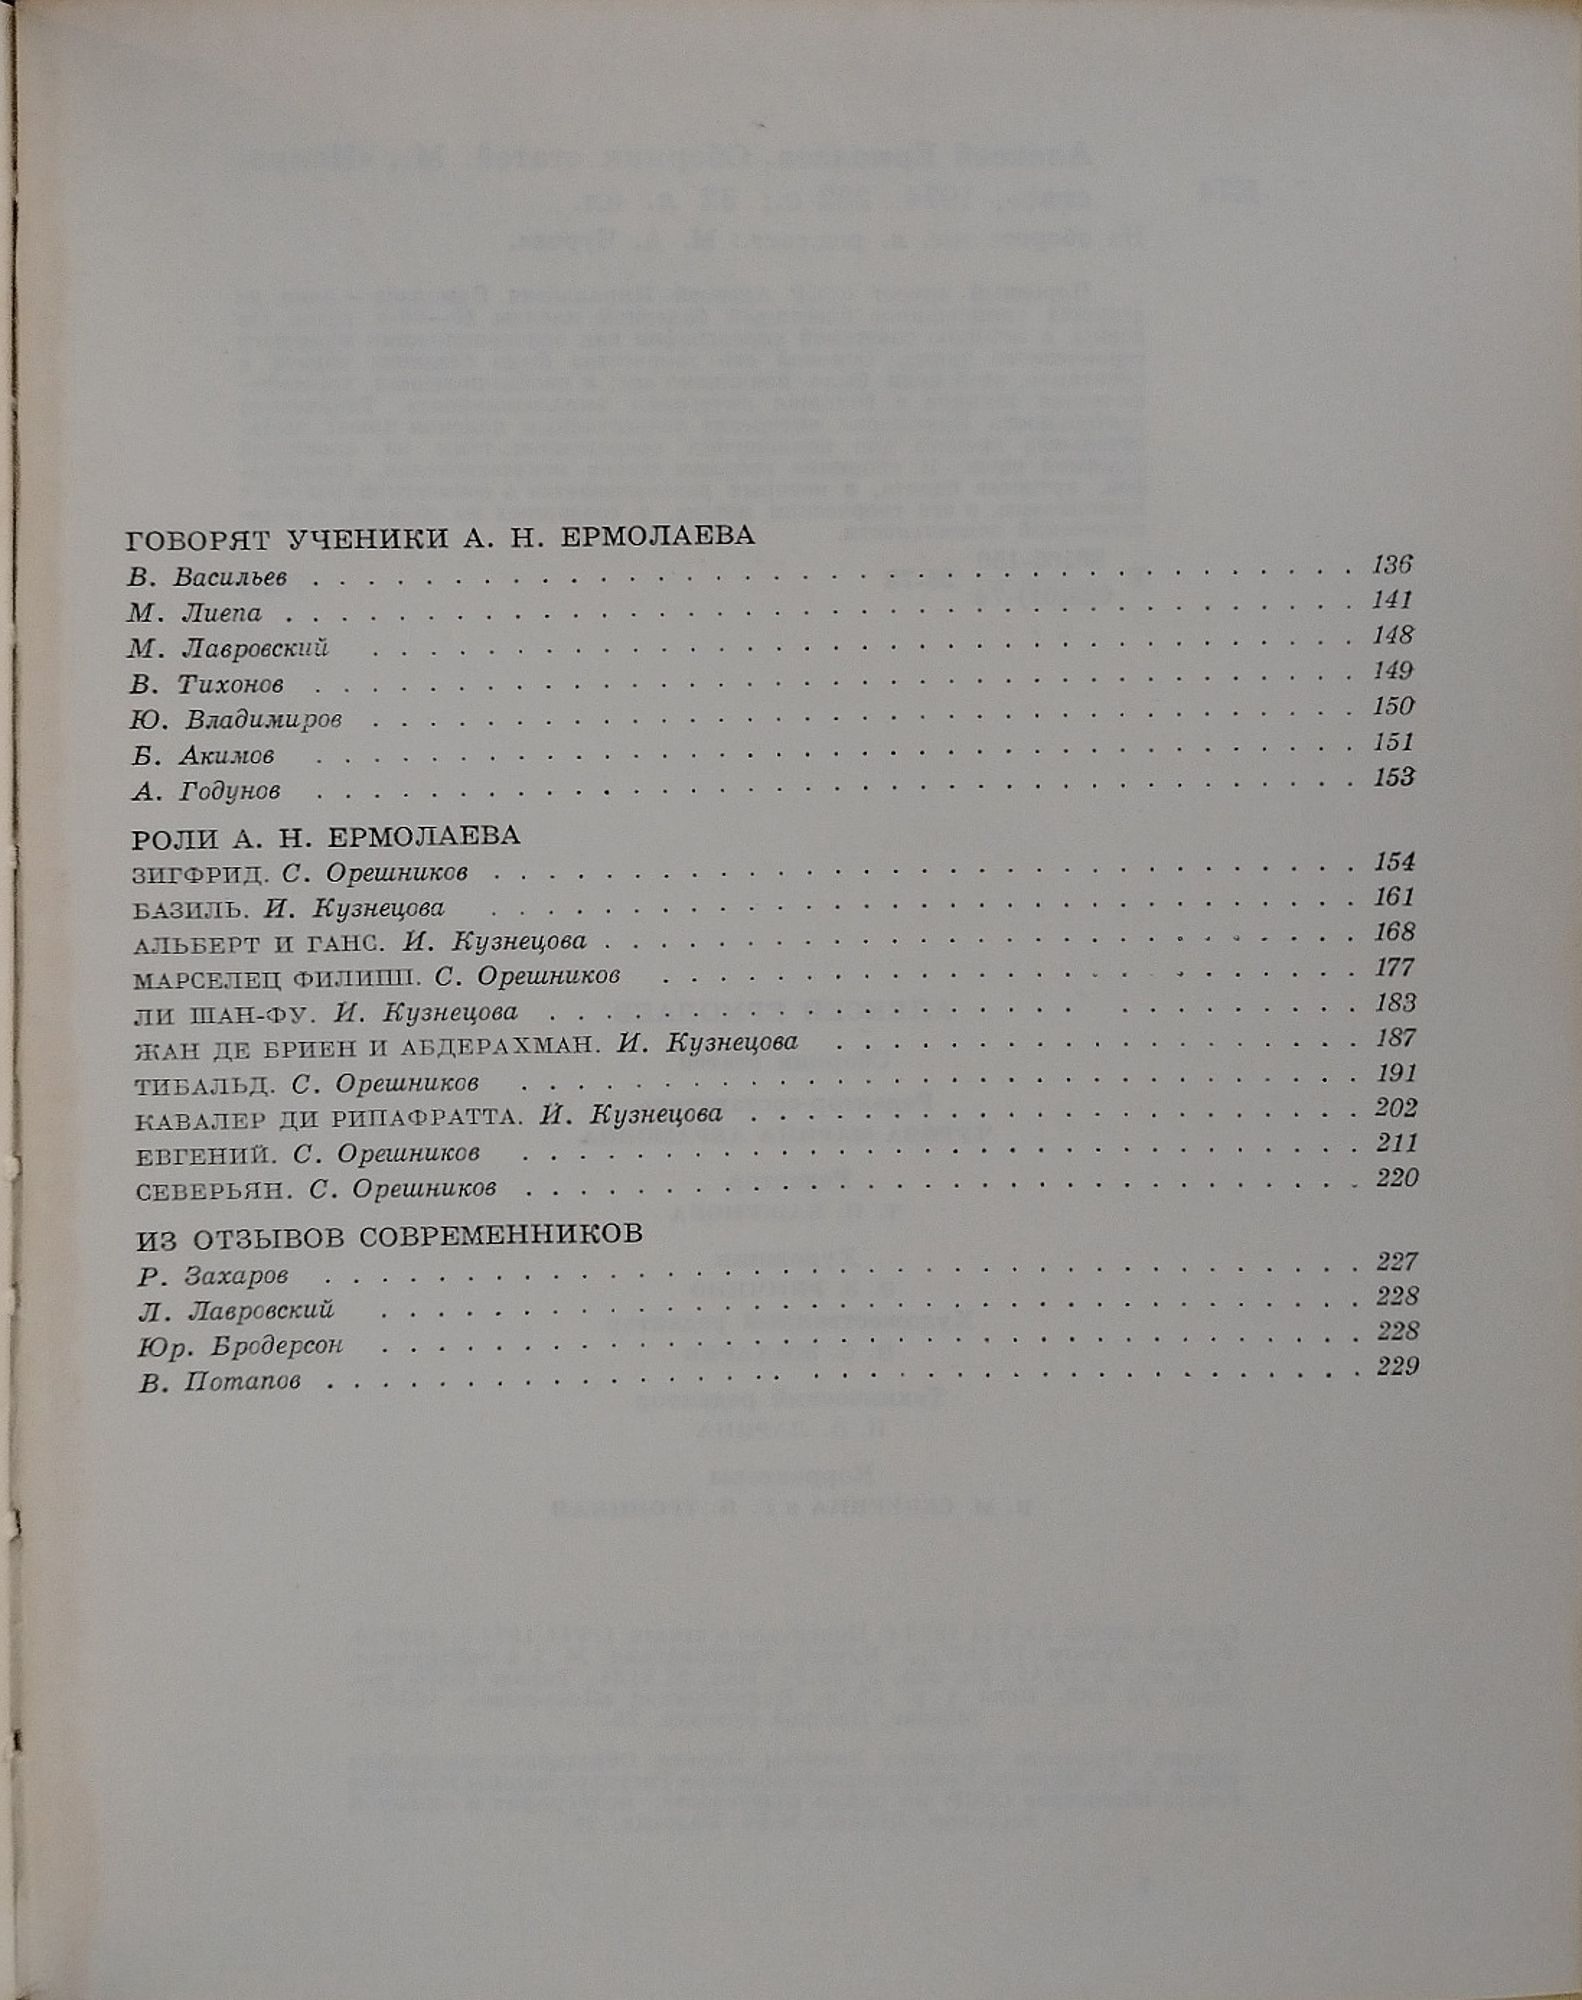 ГОВОРЯТ УЧЕНИКИ А. Н. ЕРМОЛАЕВА
В. Васильев . . . . . . . . . . 136
М. Лиепа . . . . . . . . . . 141
М. Лавровский . . . . . . . . . . 148
В. Тихонов . . . . . . . . . . 149
Ю. Владимиров . . . . . . . . . . 150
Б. Акимов . . . . . . . . . . 151
А. Годунов . . . . . . . . . . 153
РОЛИ А. Н. ЕРМОЛАЕВА
ЗИГФРИД. С. Орешников . . . . . . . . . . 154
БАЗИЛЬ. И. Кузнецова . . . . . . . . . . 161
АЛЬБЕРТ И ГАНС. И. Кузнецова . . . . . . . . . . 168
МАРСЕЛЕЦ ФИЛИПП. С. Орешников . . . . . . . . . . 177
ЛИ ШАН-ФУ. И. Кузнецова . . . . . . . . . . 183
ЖАН ДЕ БРИЕН И АБДЕРАХМАН. И. Кузнецова . . . . . . . . . . 187
ТИБАЛЬД. С. Орешников . . . . . . . . . . 191
КАВАЛЕР ДИ РИПАФРАТТА. Й. Кузнецова . . . . . . . . . . 202
ЕВГЕНИЙ. С. Орешников . . . . . . . . . . 211
СЕВЕРЬЯН. С. Орешников . . . . . . . . . . 220
ИЗ ОТЗЫВОВ СОВРЕМЕННИКОВ
Р. Захаров . . . . . . . . . . 227
Л. Лавровский . . . . . . . . . . 228
Юр. Бродерсон . . . . . . . . . . 228
В. Потапов . . . . . . . . . . 229